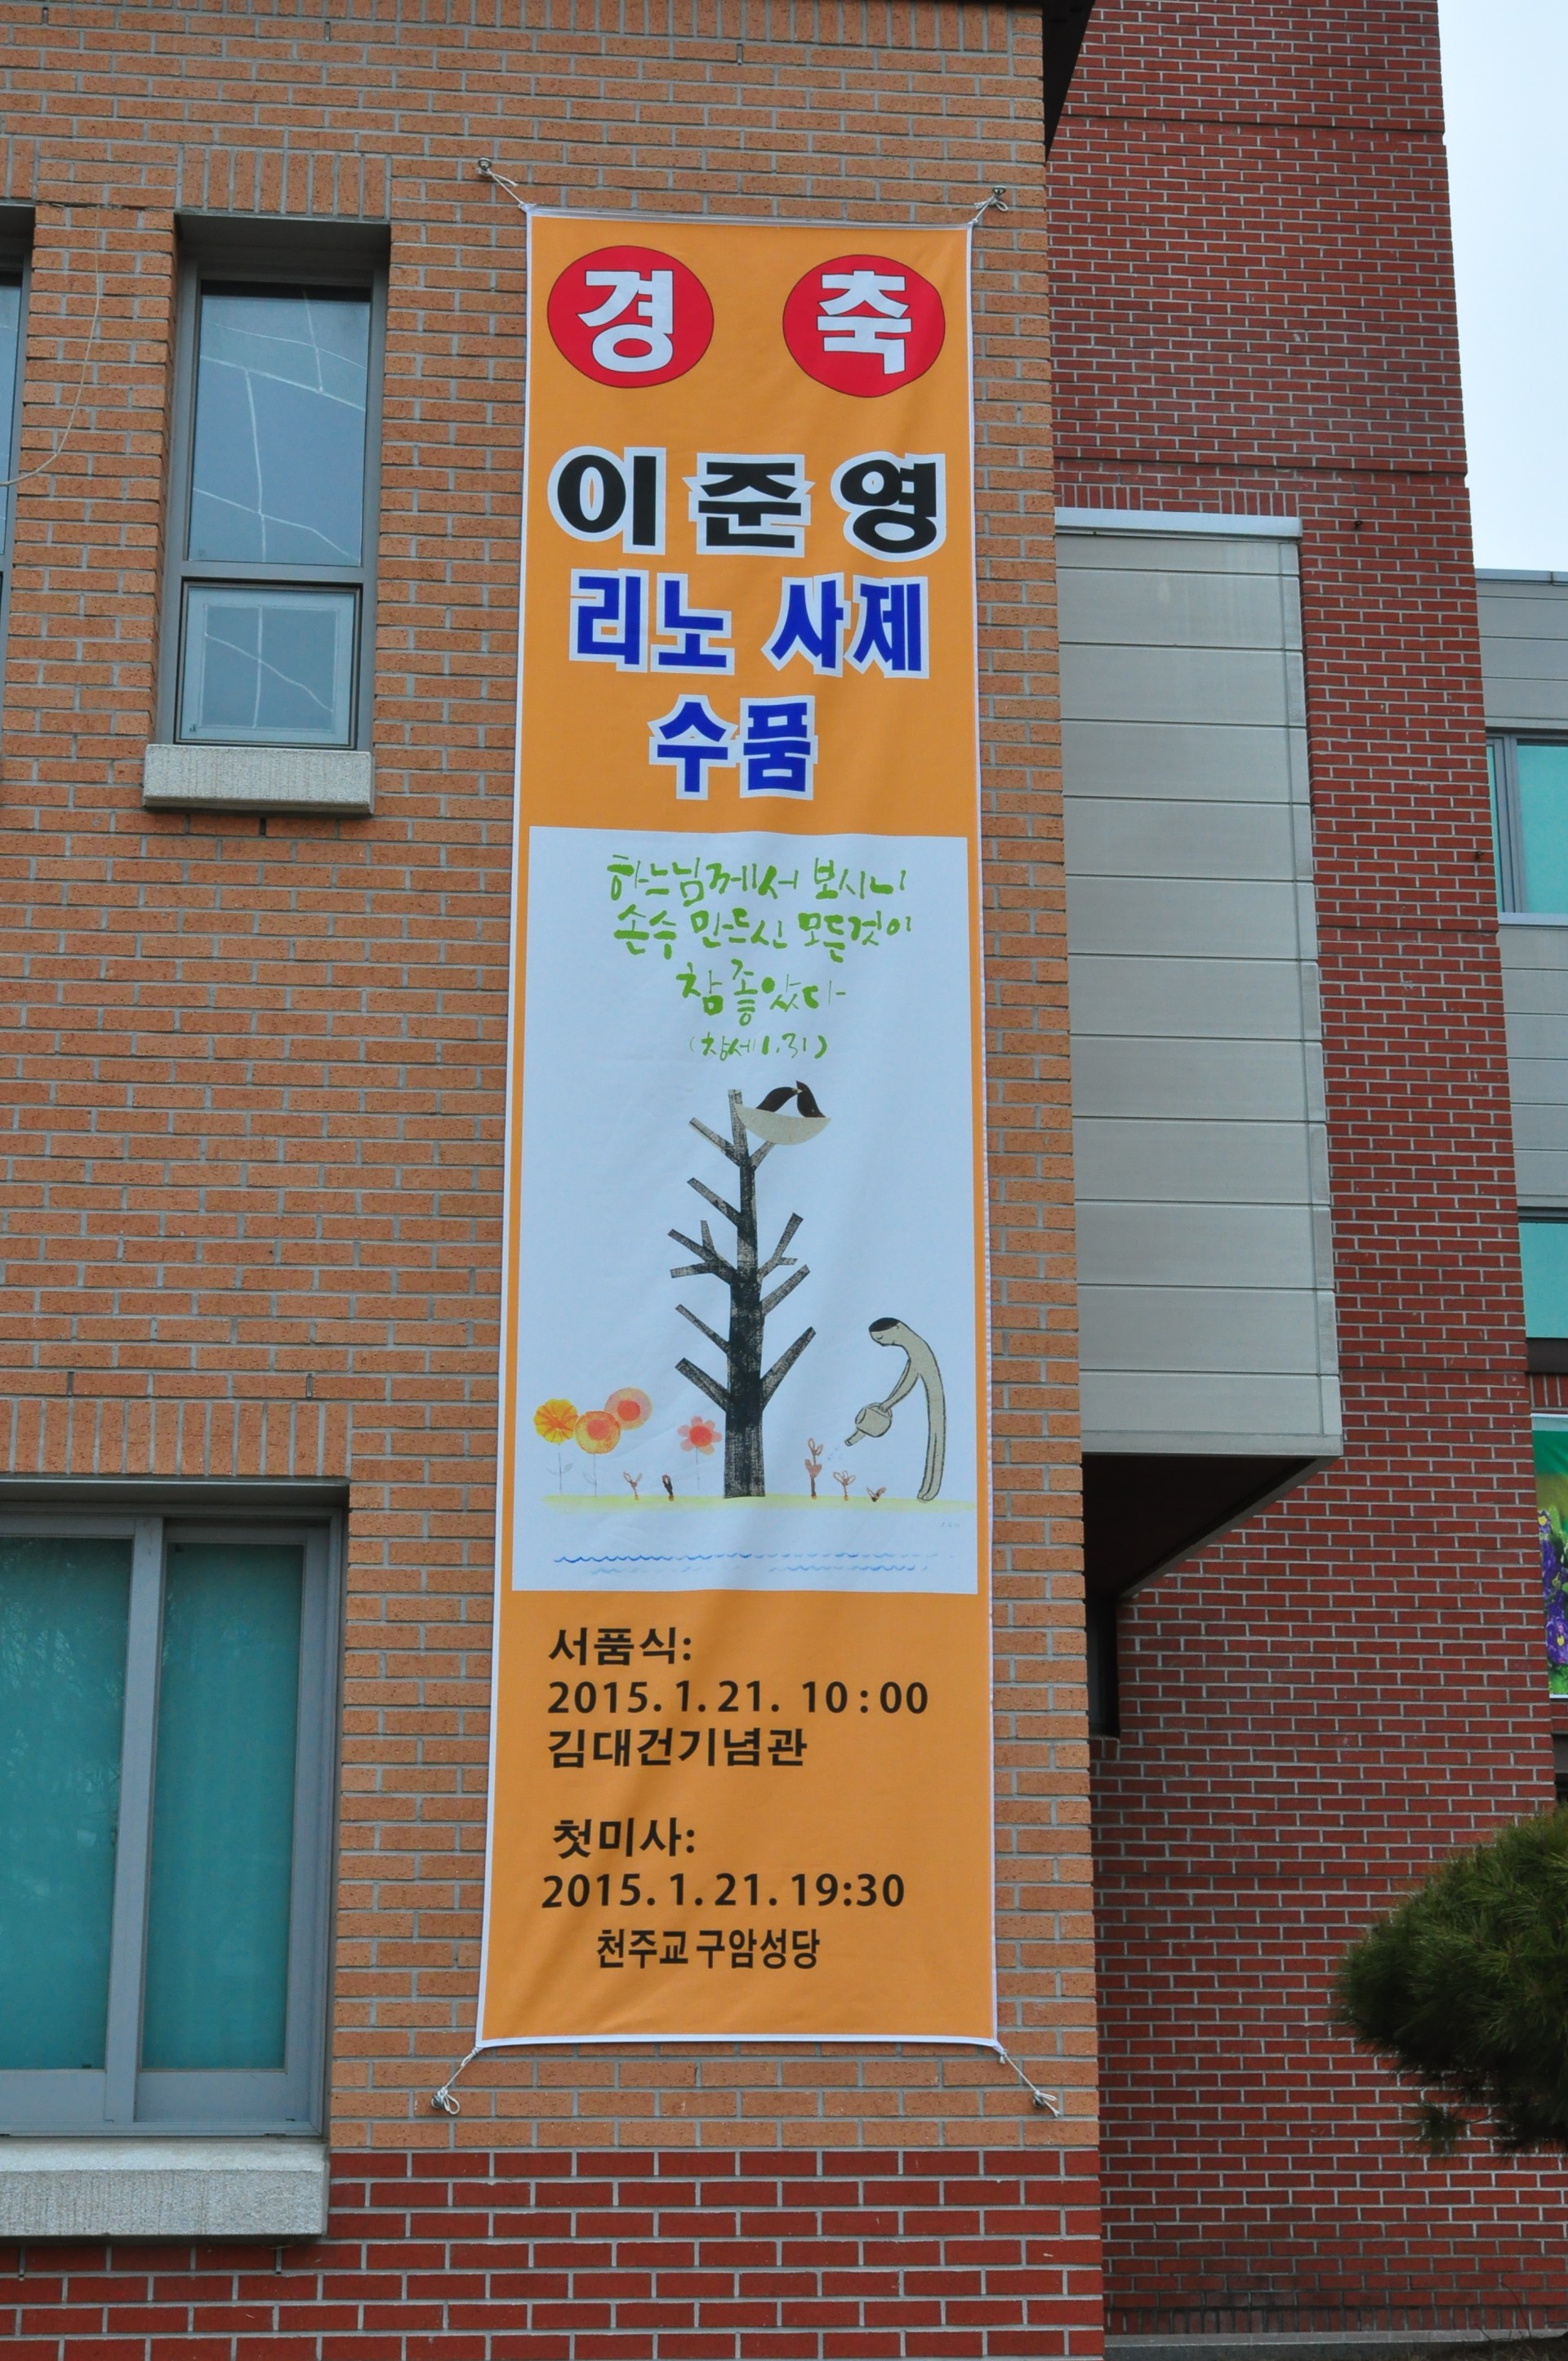 경 축
이준영
리노 사제
수품
하느님께서 보시니
손수 만드신 모든것이
참 좋았다
(창세1.31)
서품식:
2015.1.21. 10:00
김대건기념관
첫미사:
2015.1.21.19:30
천주교 구암성당